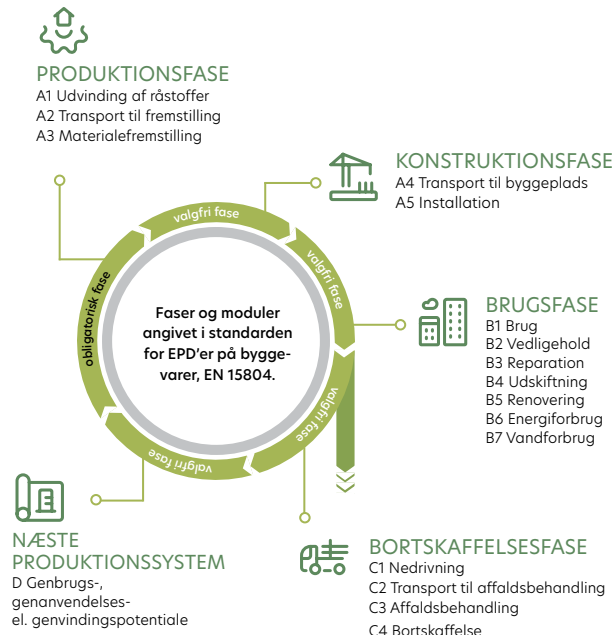 PRODUKTIONSFASE
A1 Udvinding af råstoffer
A2 Transport til fremstilling
A3 Materialefremstilling
KONSTRUKTIONSFASE
A4 Transport til byggeplads
A5 Installation
valgfri fase
valgfri fase
obligatorisk fase
Faser og moduler
angivet i standarden
for EPD'er på bygge-
varer, EN 15804.
BRUGSFASE
B1 Brug
B2 Vedligehold
B3 Reparation
B4 Udskiftning
B5 Renovering
B6 Energiforbrug
B7 Vandforbrug
valgfri fase
valgfri fase
NÆSTE
PRODUKTIONSSYSTEM
D Genbrugs-,
genanvendelses-
el. genvindingspotentiale
BORTSKAFFELSESFASE
C1 Nedrivning
C2 Transport til affaldsbehandling
C3 Affaldsbehandling
C4 Bortskaffelse